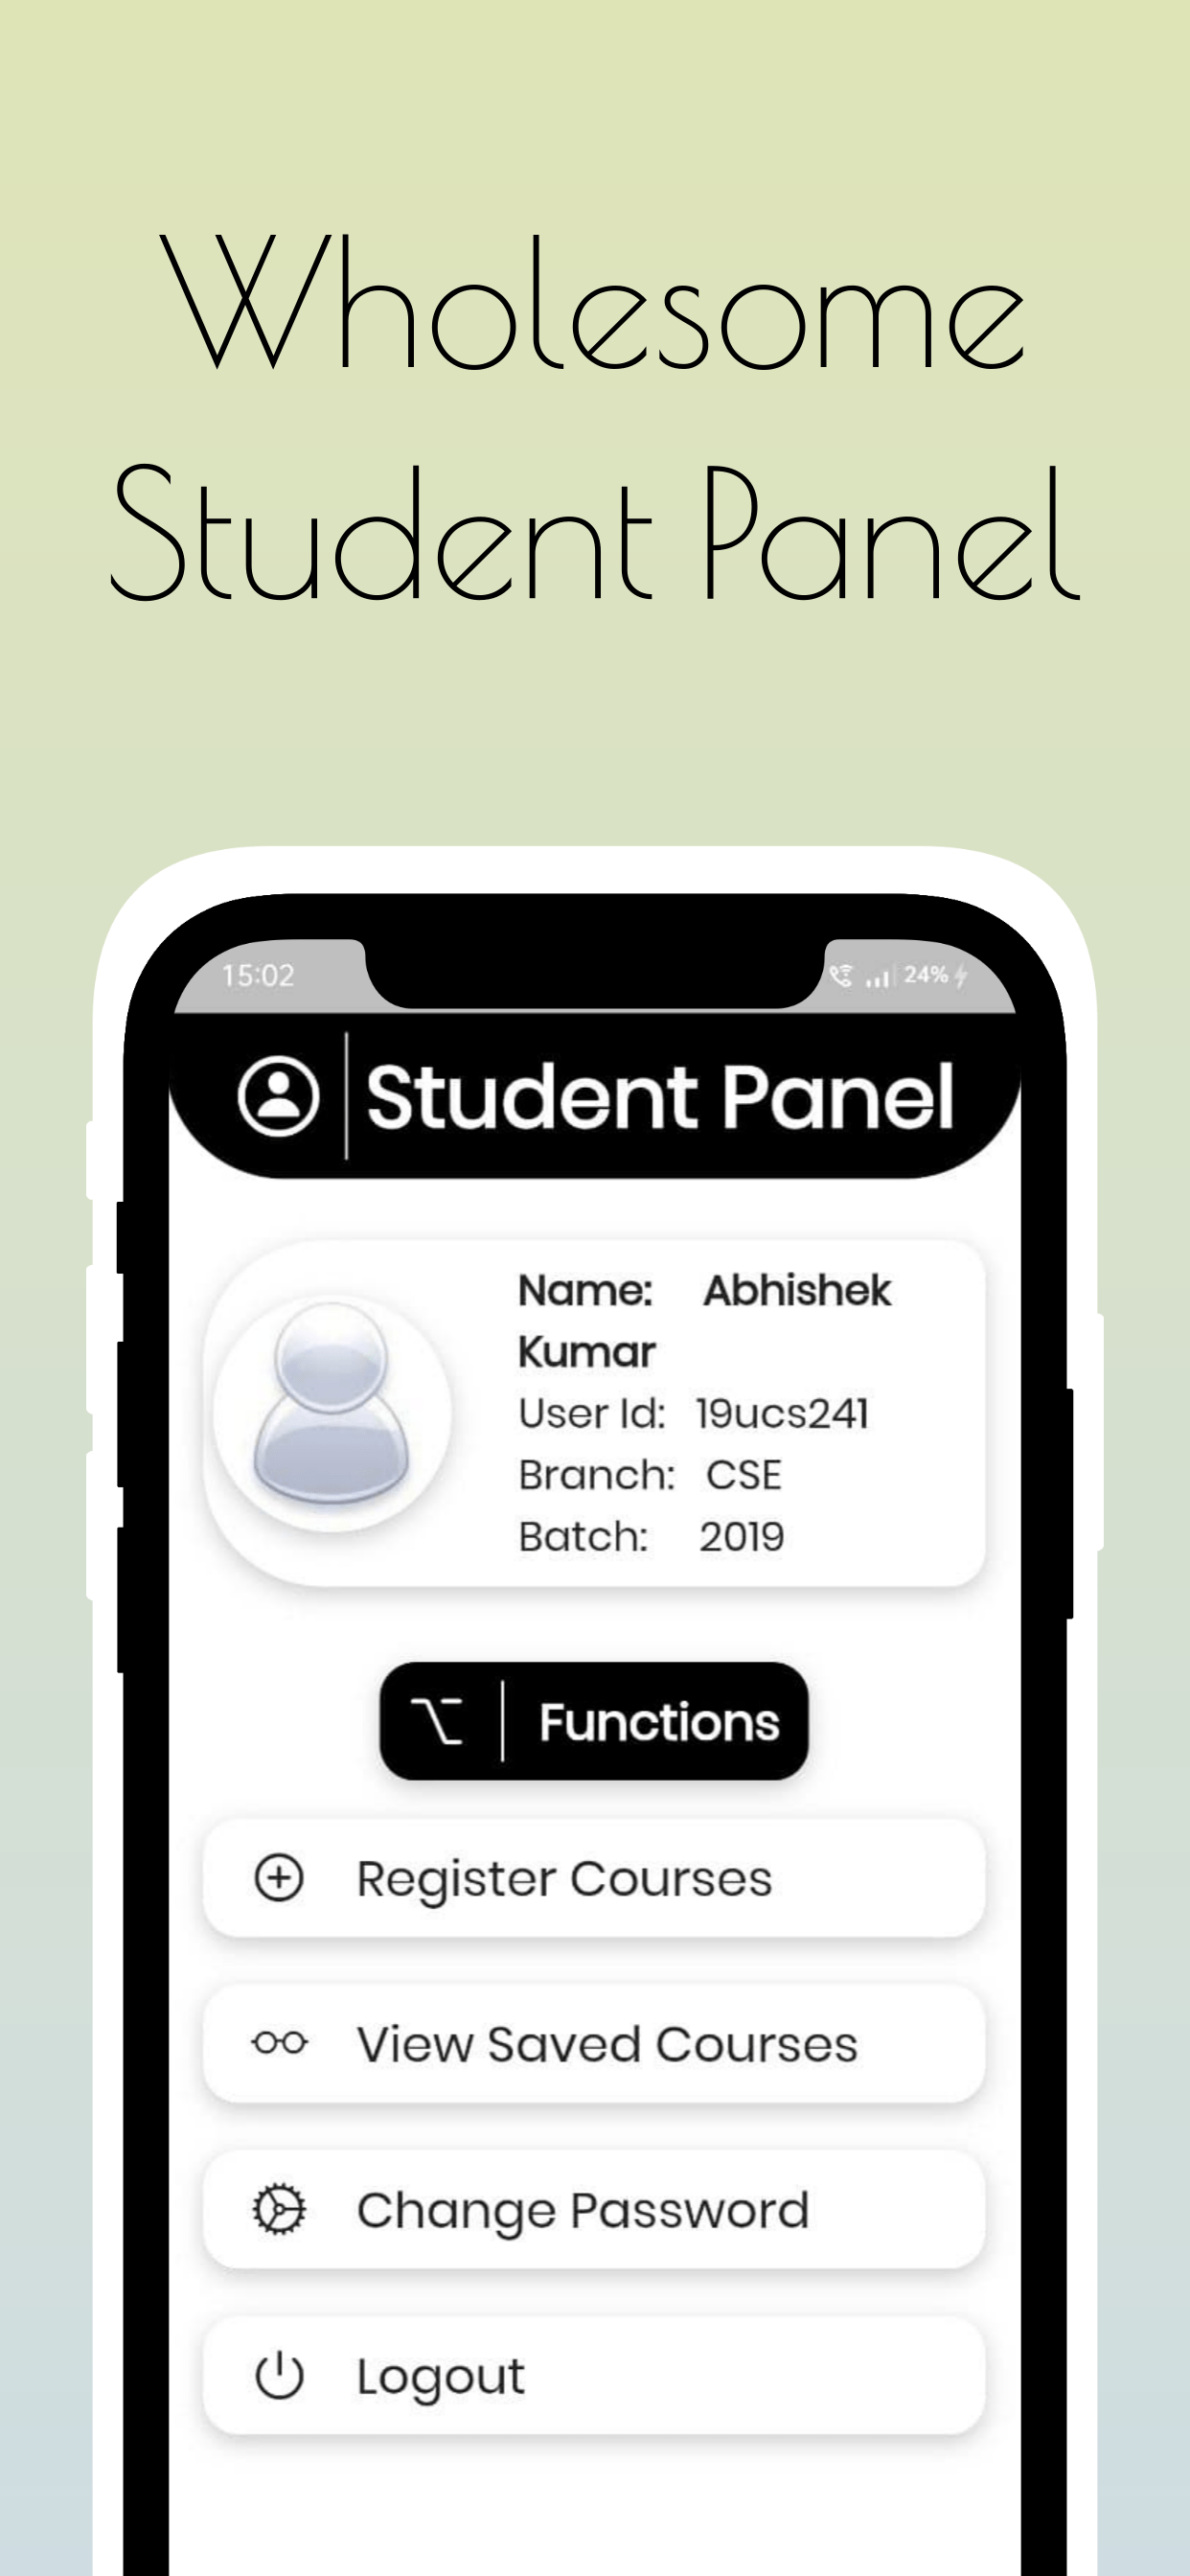 Wholesome
Student Panel
15:02 24%
Student Panel
Name: Abhishek
Kumar
User Id: 19ucs241
Branch: CSE
Batch: 2019
Functions
Register Courses
View Saved Courses
Change Password
Logout